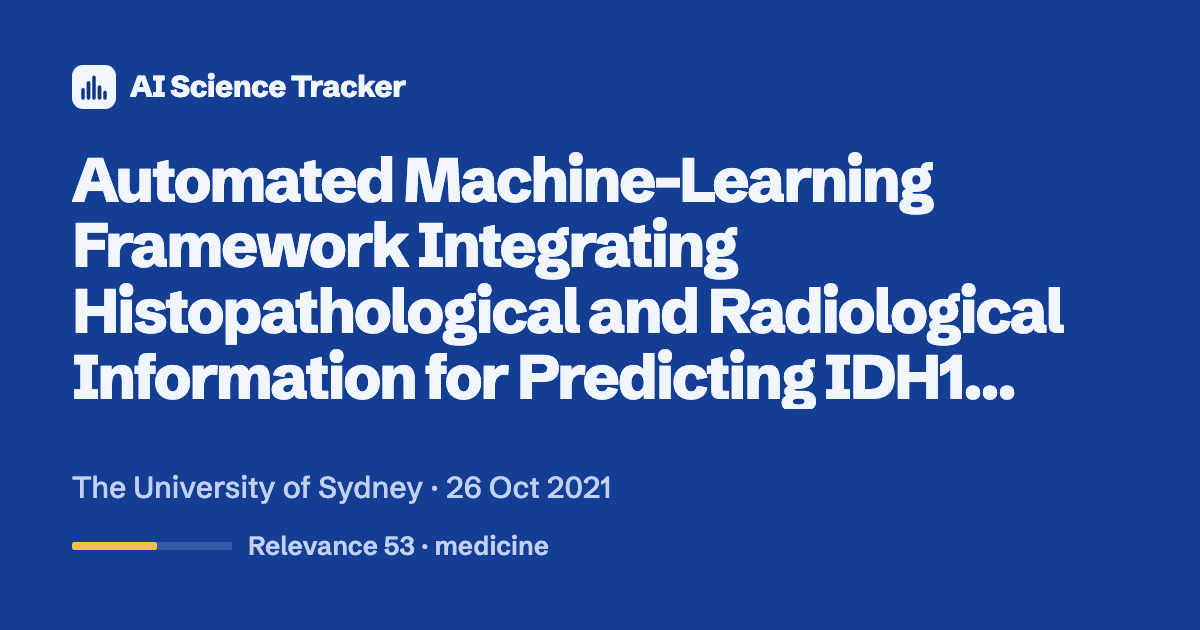 AI Science Tracker
Automated Machine-Learning
Framework Integrating
Histopathological and Radiological
Information for Predicting IDH1...
The University of Sydney · 26 Oct 2021
Relevance 53 · medicine